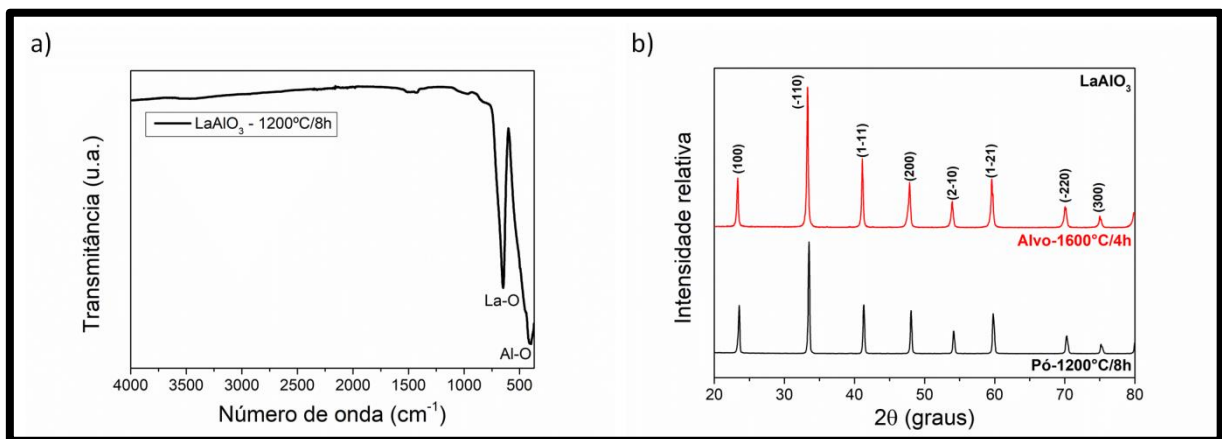 a)
LaAlO₃ - 1200ºC/8h
Transmitância (u.a.)
La-O
Al-O
4000 3500 3000 2500 2000 1500 1000 500
Número de onda (cm⁻¹)
b)
LaAlO₃
Intensidade relativa
(100)
(-110)
(1-11)
(200)
(2-10)
(1-21)
(-220)
(300)
Alvo-1600°C/4h
Pó-1200°C/8h
20 30 40 50 60 70 80
2θ (graus)